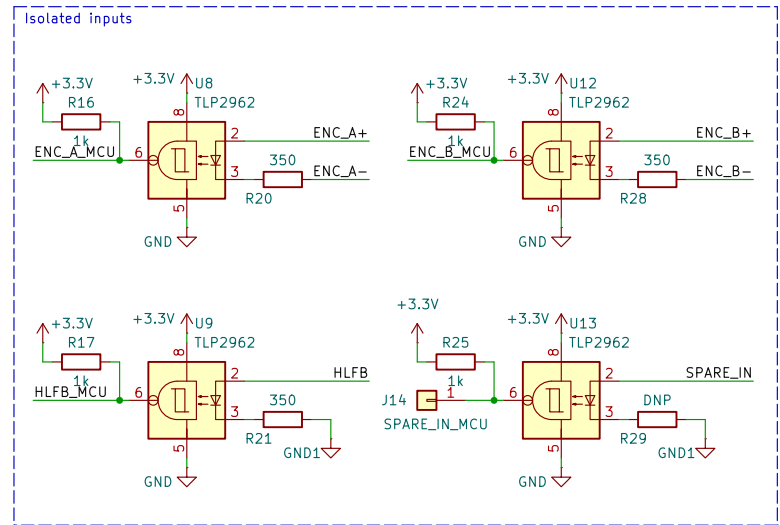 Isolated inputs
+3.3V
R16
1k
ENC_A_MCU
+3.3V
U8
TLP2962
8
6
2
3
5
ENC_A+
350
ENC_A-
R20
GND
+3.3V
R24
1k
ENC_B_MCU
+3.3V
U12
TLP2962
8
6
2
3
5
ENC_B+
350
ENC_B-
R28
GND
+3.3V
R17
1k
HLFB_MCU
+3.3V
U9
TLP2962
8
6
2
3
5
HLFB
350
R21
GND1
GND
+3.3V
R25
1k
J14
1
SPARE_IN_MCU
+3.3V
U13
TLP2962
8
6
2
3
5
SPARE_IN
DNP
R29
GND1
GND